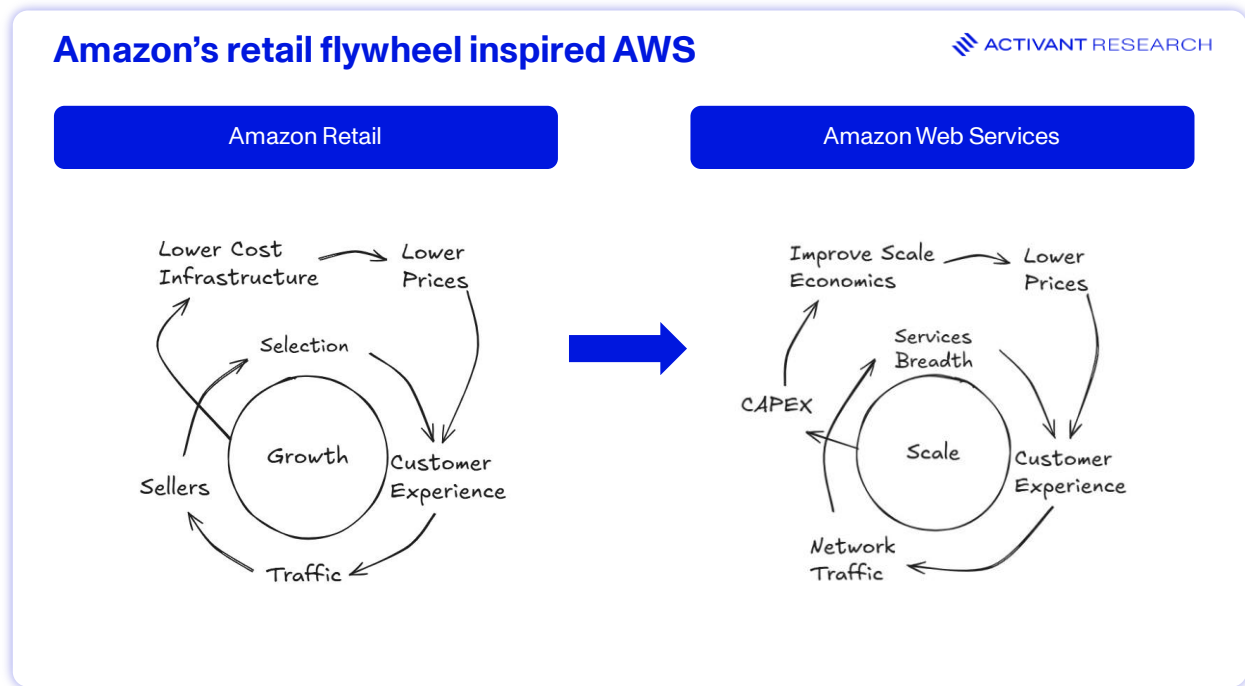 Amazon's retail flywheel inspired AWS
ACTIVANT RESEARCH
Amazon Retail
Lower Cost
Infrastructure
Lower
Prices
Selection
Growth
Customer
Experience
Sellers
Traffic
Amazon Web Services
Improve Scale
Economics
Lower
Prices
Services
Breadth
CAPEX
Scale
Customer
Experience
Network
Traffic